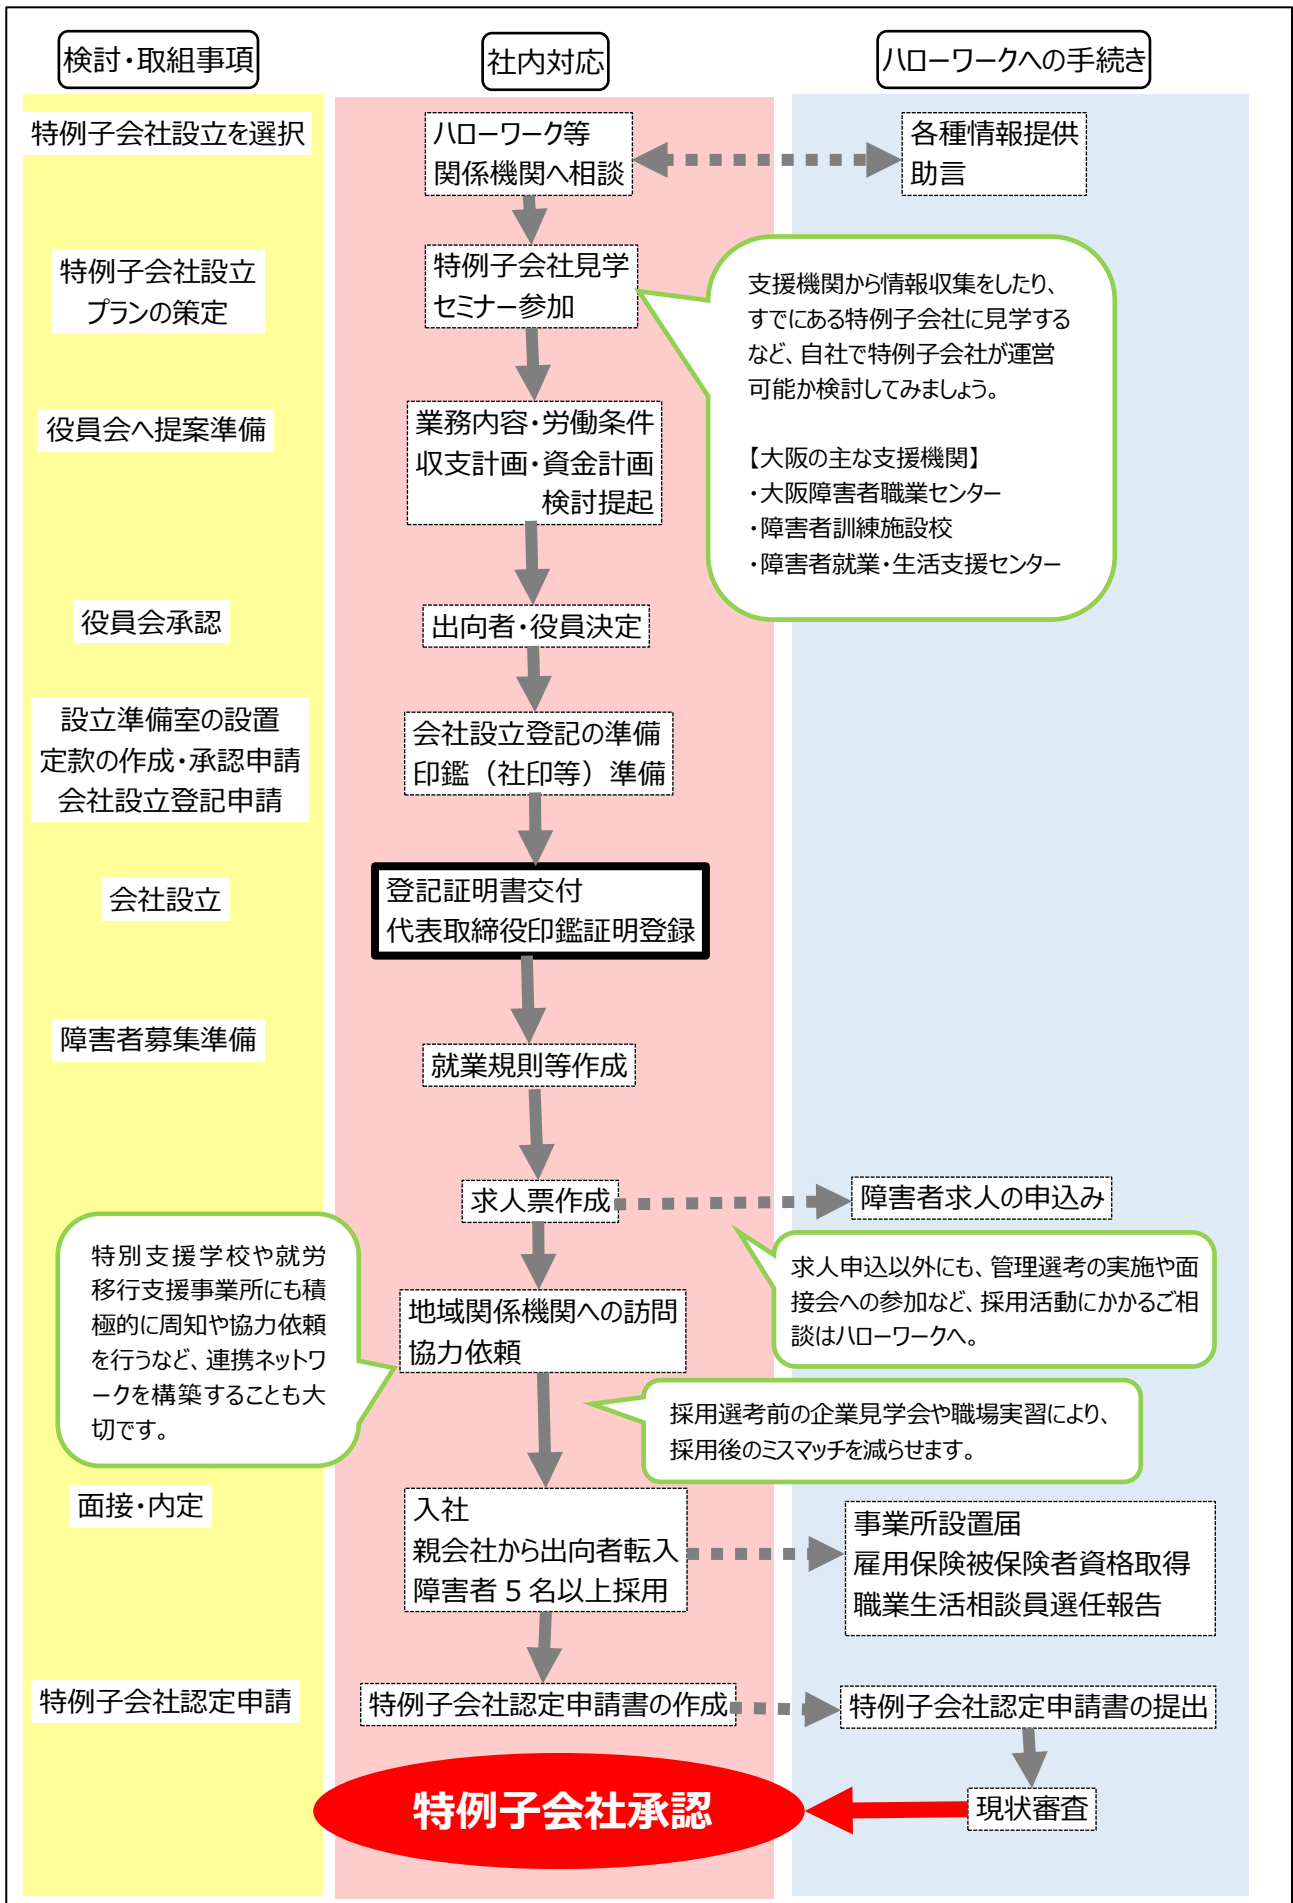 検討・取組事項
社内対応
ハローワークへの手続き
特例子会社設立を選択
ハローワーク等
関係機関へ相談
各種情報提供
助言
特例子会社設立
プランの策定
特例子会社見学
セミナー参加
支援機関から情報収集をしたり、
すでにある特例子会社に見学する
など、自社で特例子会社が運営
可能か検討してみましょう。
【大阪の主な支援機関】
・大阪障害者職業センター
・障害者訓練施設校
・障害者就業・生活支援センター
役員会へ提案準備
業務内容・労働条件
収支計画・資金計画
検討提起
役員会承認
出向者・役員決定
設立準備室の設置
定款の作成・承認申請
会社設立登記申請
会社設立登記の準備
印鑑（社印等）準備
会社設立
登記証明書交付
代表取締役印鑑証明登録
障害者募集準備
就業規則等作成
求人票作成
障害者求人の申込み
特別支援学校や就労
移行支援事業所にも積
極的に周知や協力依頼
を行うなど、連携ネットワ
ークを構築することも大
切です。
地域関係機関への訪問
協力依頼
求人申込以外にも、管理選考の実施や面
接会への参加など、採用活動にかかるご相
談はハローワークへ。
採用選考前の企業見学会や職場実習により、
採用後のミスマッチを減らせます。
面接・内定
入社
親会社から出向者転入
障害者５名以上採用
事業所設置届
雇用保険被保険者資格取得
職業生活相談員選任報告
特例子会社認定申請
特例子会社認定申請書の作成
特例子会社認定申請書の提出
特例子会社承認
現状審査